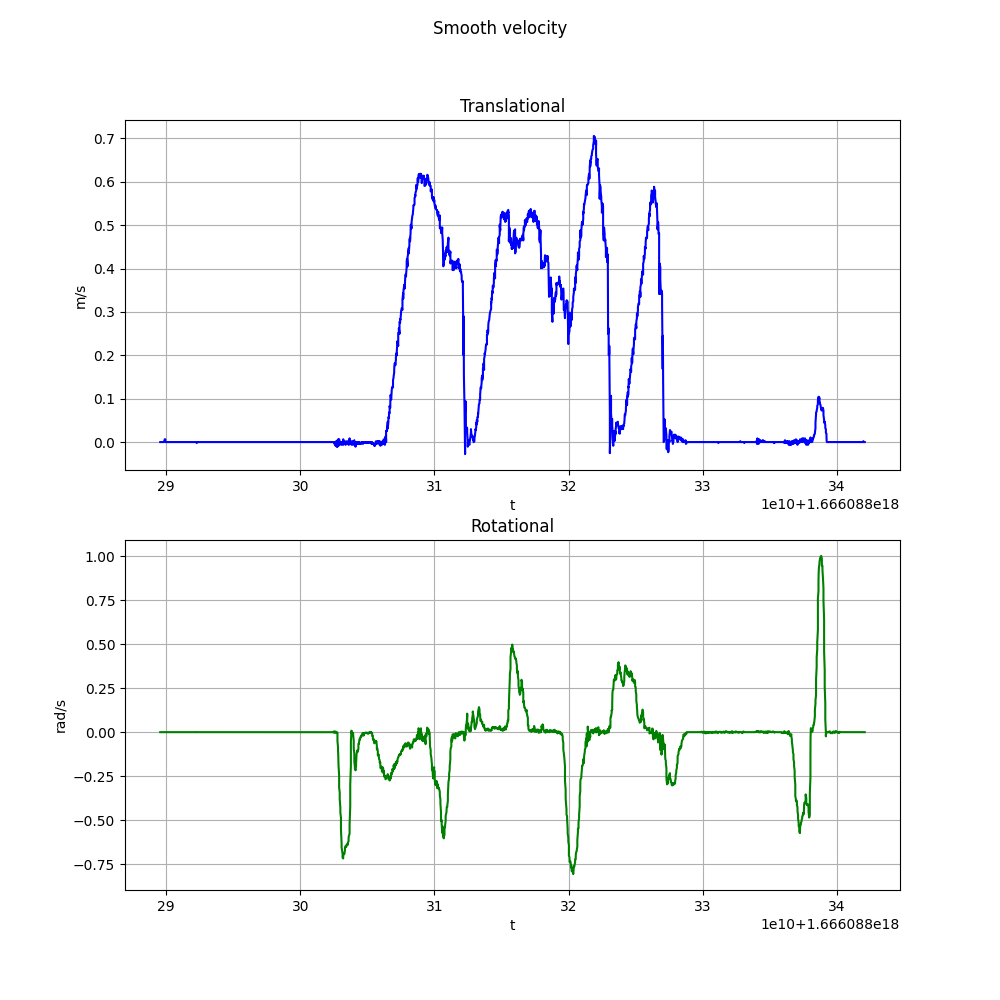 Smooth velocity
Translational
0.7
0.6
0.5
0.4
0.3
0.2
0.1
0.0
m/s
29 30 31 32 33 34
t
1e10+1.666088e18
Rotational
1.00
0.75
0.50
0.25
0.00
−0.25
−0.50
−0.75
rad/s
29 30 31 32 33 34
t
1e10+1.666088e18